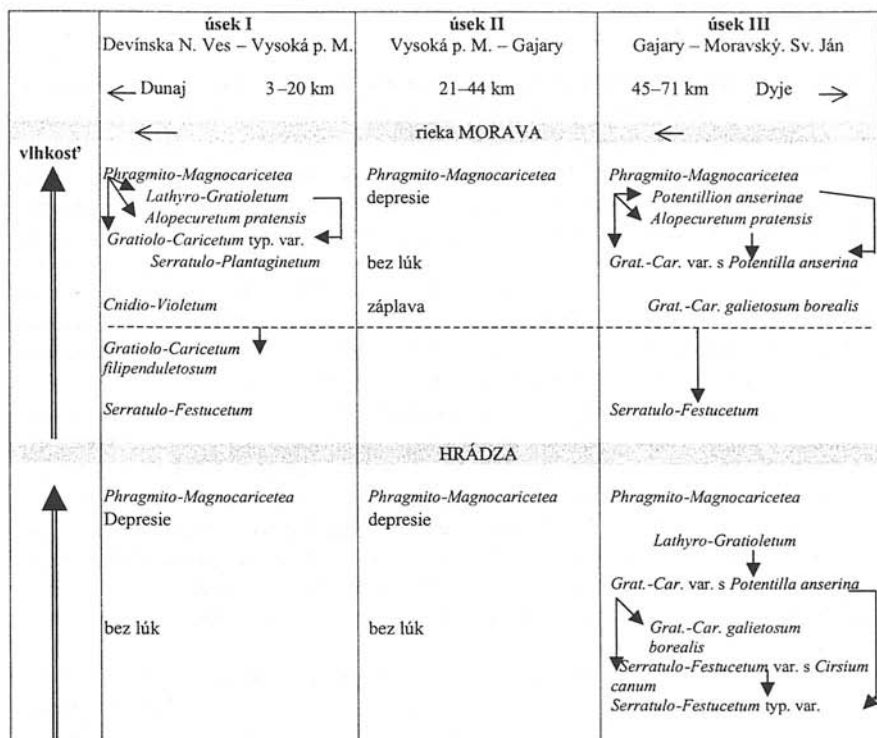 úsek I
Devínska N. Ves – Vysoká p. M.
← Dunaj 3–20 km
úsek II
Vysoká p. M. – Gajary
21–44 km
úsek III
Gajary – Moravský. Sv. Ján
45–71 km Dyje →
rieka MORAVA
vlhkosť
Phragmito-Magnocaricetea
Lathyro-Gratioletum
Alopecuretum pratensis
Gratiolo-Caricetum typ. var.
Serratulo-Plantaginetum
Cnidio-Violetum
Gratiolo-Caricetum
filipenduletosum
Serratulo-Festucetum
Phragmito-Magnocaricetea
depresie
bez lúk
záplava
Phragmito-Magnocaricetea
Potentillion anserinae
Alopecuretum pratensis
Grat.-Car. var. s Potentilla anserina
Grat.-Car. galietosum borealis
Serratulo-Festucetum
HRÁDZA
Phragmito-Magnocaricetea
Depresie
bez lúk
Phragmito-Magnocaricetea
depresie
bez lúk
Phragmito-Magnocaricetea
Lathyro-Gratioletum
Grat.-Car. var. s Potentilla anserina
Grat.-Car. galietosum
borealis
Serratulo-Festucetum var. s Cirsium
canum
Serratulo-Festucetum typ. var.